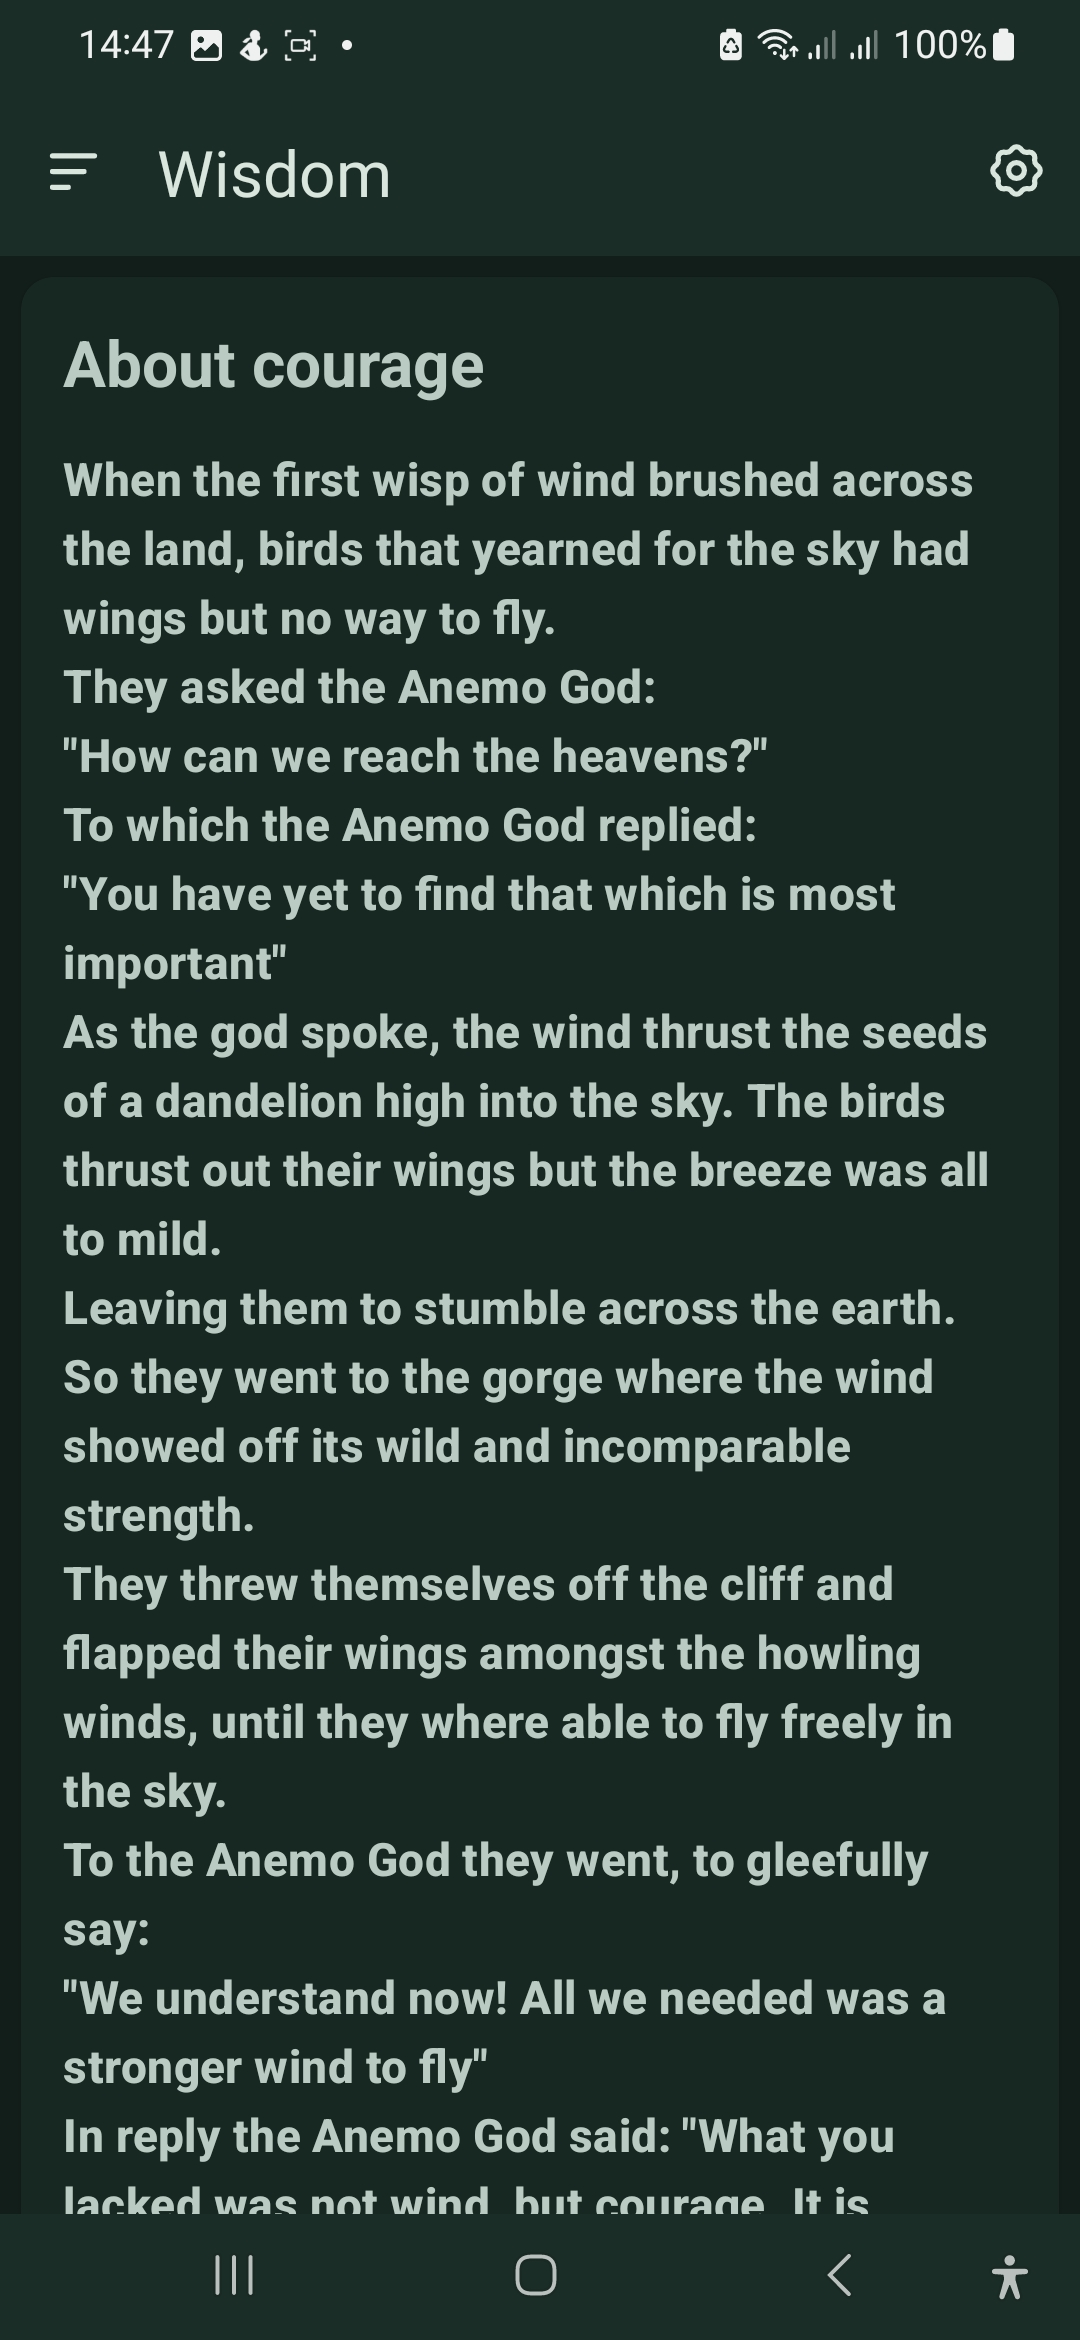 14:47
100%
Wisdom
About courage
When the first wisp of wind brushed across
the land, birds that yearned for the sky had
wings but no way to fly.
They asked the Anemo God:
"How can we reach the heavens?"
To which the Anemo God replied:
"You have yet to find that which is most
important"
As the god spoke, the wind thrust the seeds
of a dandelion high into the sky. The birds
thrust out their wings but the breeze was all
to mild.
Leaving them to stumble across the earth.
So they went to the gorge where the wind
showed off its wild and incomparable
strength.
They threw themselves off the cliff and
flapped their wings amongst the howling
winds, until they where able to fly freely in
the sky.
To the Anemo God they went, to gleefully
say:
"We understand now! All we needed was a
stronger wind to fly"
In reply the Anemo God said: "What you
lacked was not wind, but courage. It is